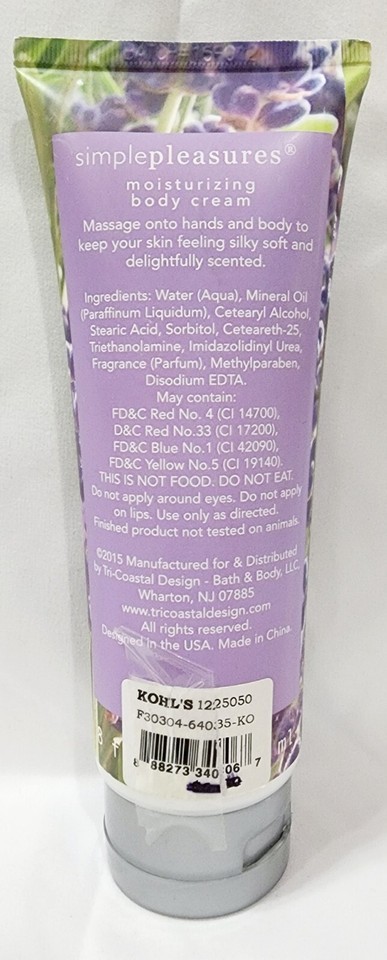 simplepleasures®
moisturizing
body cream
Massage onto hands and body to
keep your skin feeling silky soft and
delightfully scented.
Ingredients: Water (Aqua), Mineral Oil
(Paraffinum Liquidum), Cetearyl Alcohol,
Stearic Acid, Sorbitol, Ceteareth-25,
Triethanolamine, Imidazolidinyl Urea,
Fragrance (Parfum), Methylparaben,
Disodium EDTA.
May contain:
FD&C Red No. 4 (CI 14700),
D&C Red No.33 (CI 17200),
FD&C Blue No.1 (CI 42090),
FD&C Yellow No.5 (CI 19140).
THIS IS NOT FOOD. DO NOT EAT.
Do not apply around eyes. Do not apply
on lips. Use only as directed.
Finished product not tested on animals.
©2015 Manufactured for & Distributed
by Tri-Coastal Design - Bath & Body, LLC,
Wharton, NJ 07885
www.tricoastaldesign.com
All rights reserved.
Designed in the USA. Made in China.
KOHL'S 1225050
F30304-640.35-KO
8 88273 340 06 7